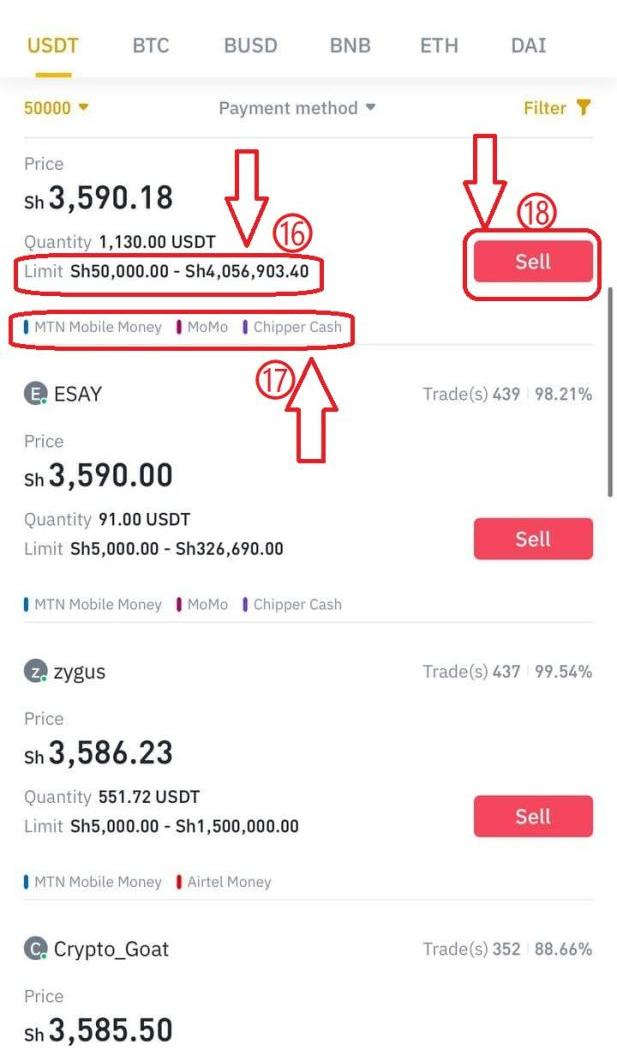 USDT BTC BUSD BNB ETH DAI
50000 Payment method Filter
Price
Sh 3,590.18
⑱
Quantity 1,130.00 USDT
⑯
Limit Sh50,000.00 - Sh4,056,903.40
Sell
MTN Mobile Money MoMo Chipper Cash
⑰
E ESAY Trade(s) 439 98.21%
Price
Sh 3,590.00
Quantity 91.00 USDT
Limit Sh5,000.00 - Sh326,690.00
Sell
MTN Mobile Money MoMo Chipper Cash
z zygus Trade(s) 437 99.54%
Price
Sh 3,586.23
Quantity 551.72 USDT
Limit Sh5,000.00 - Sh1,500,000.00
Sell
MTN Mobile Money Airtel Money
C Crypto_Goat Trade(s) 352 88.66%
Price
Sh 3,585.50